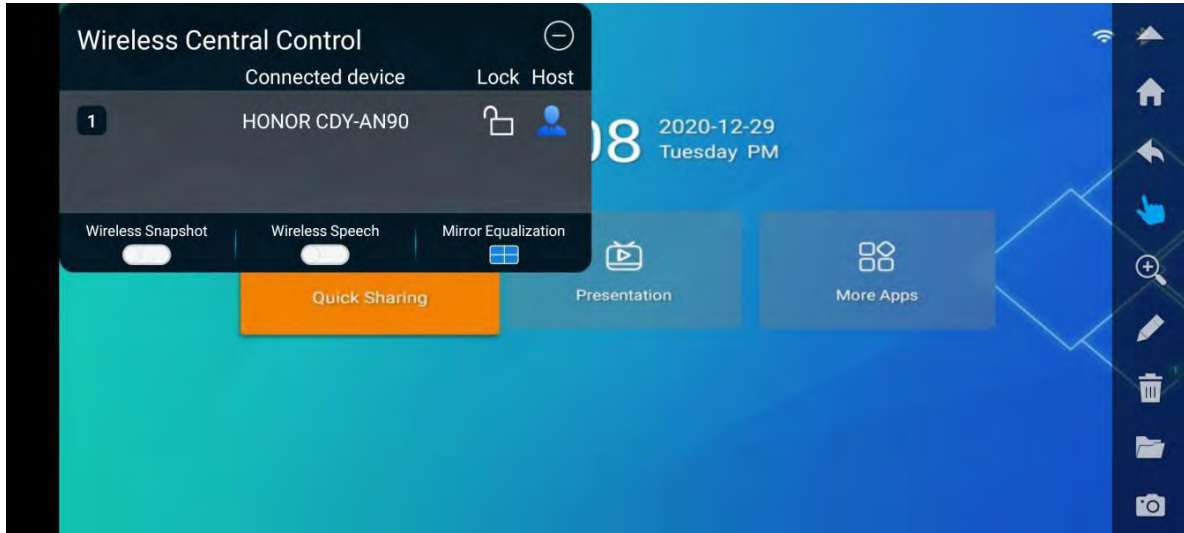 Wireless Central Control
Connected device Lock Host
1 HONOR CDY-AN90
08 2020-12-29
Tuesday PM
Wireless Snapshot Wireless Speech Mirror Equalization
Quick Sharing Presentation More Apps